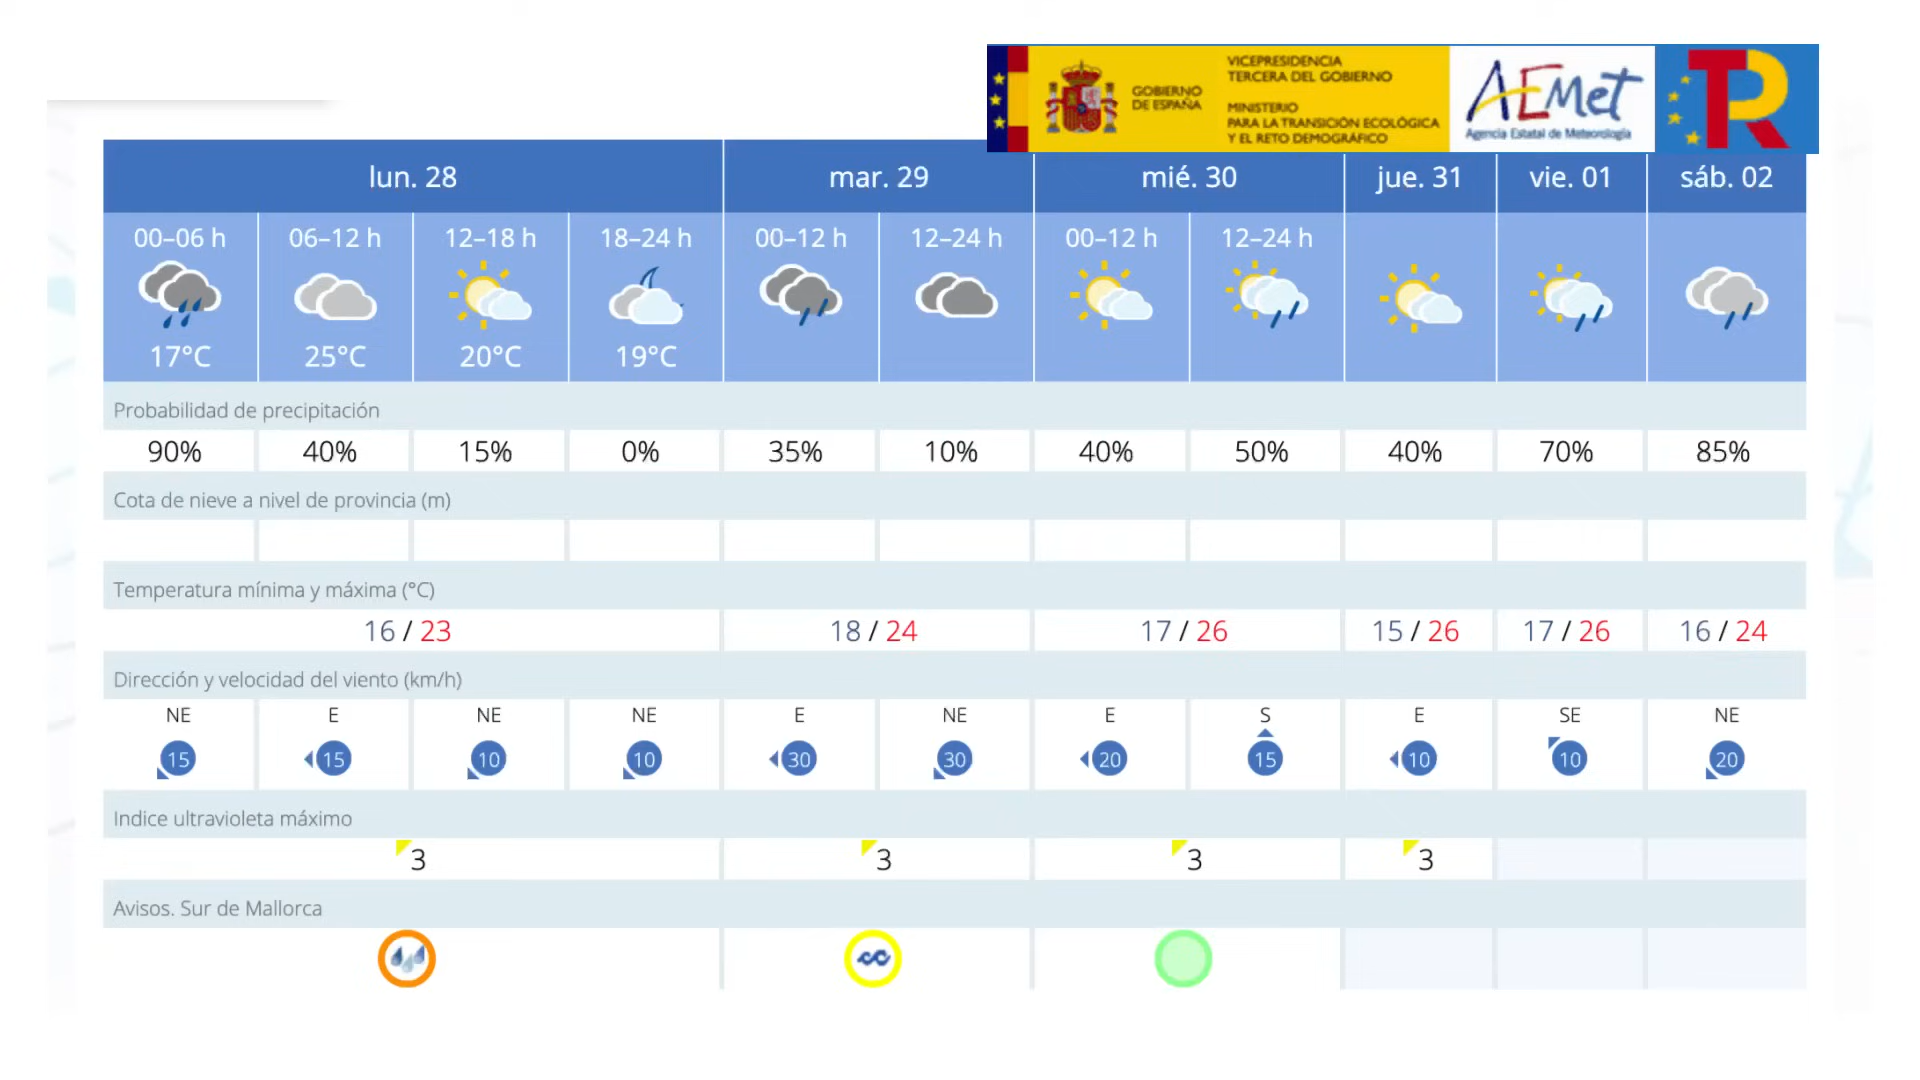 GOBIERNO
DE ESPAÑA
VICEPRESIDENCIA
TERCERA DEL GOBIERNO
MINISTERIO
PARA LA TRANSICIÓN ECOLÓGICA
Y EL RETO DEMOGRÁFICO
AEMet
Agencia Estatal de Meteorología
TR
lun. 28 mar. 29 mié. 30 jue. 31 vie. 01 sáb. 02
00–06 h 06–12 h 12–18 h 18–24 h 00–12 h 12–24 h 00–12 h 12–24 h
17°C 25°C 20°C 19°C
Probabilidad de precipitación
90% 40% 15% 0% 35% 10% 40% 50% 40% 70% 85%
Cota de nieve a nivel de provincia (m)
Temperatura mínima y máxima (°C)
16 / 23 18 / 24 17 / 26 15 / 26 17 / 26 16 / 24
Dirección y velocidad del viento (km/h)
NE E NE NE E NE E S E SE NE
15 15 10 10 30 30 20 15 10 10 20
Indice ultravioleta máximo
3 3 3 3
Avisos. Sur de Mallorca